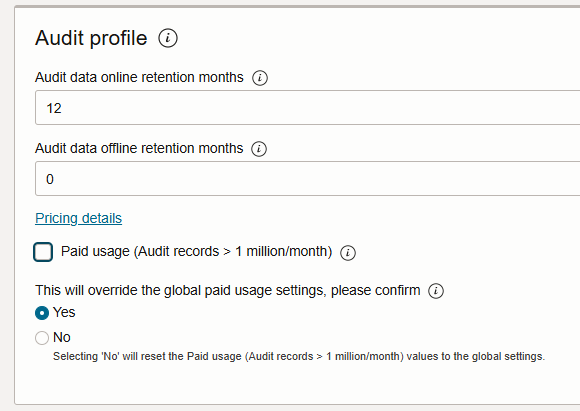 Audit profile
Audit data online retention months
12
Audit data offline retention months
0
Pricing details
Paid usage (Audit records > 1 million/month)
This will override the global paid usage settings, please confirm
Yes
No
Selecting 'No' will reset the Paid usage (Audit records > 1 million/month) values to the global settings.